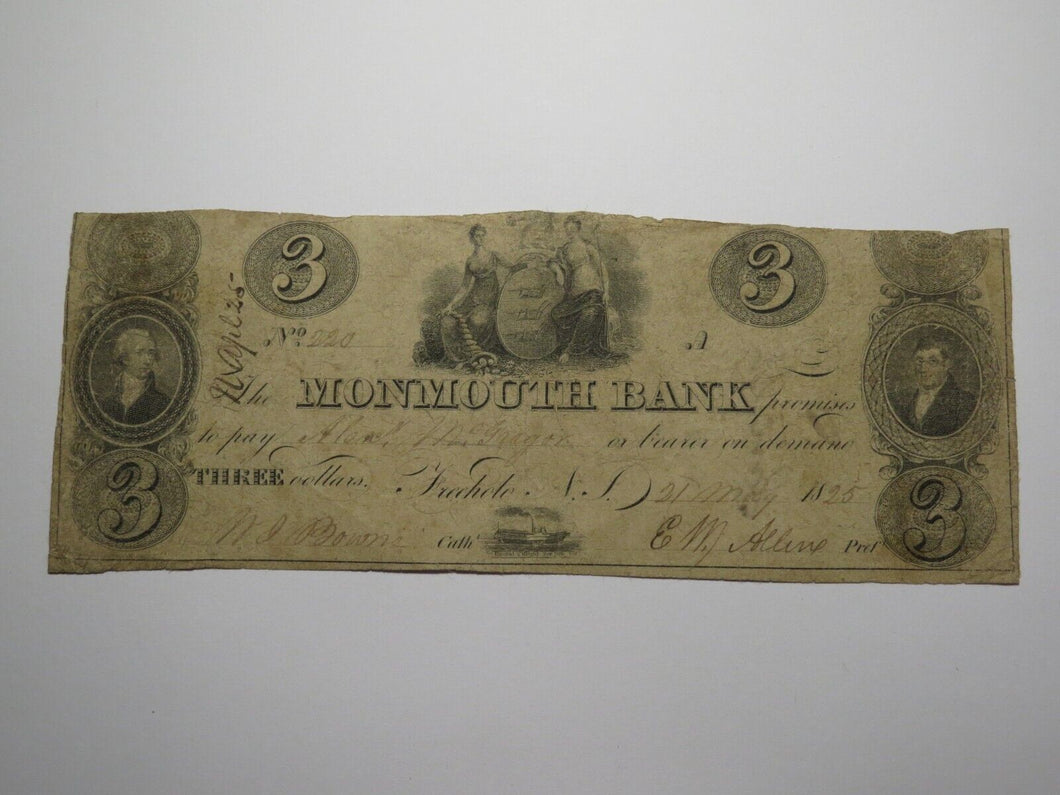 3 3
No 220 A
The MONMOUTH BANK promises
to pay or bearer on demand
THREE dollars. Freehold N. J. 21 May 1825
3 Cash.r E W Allen Pres.t 3